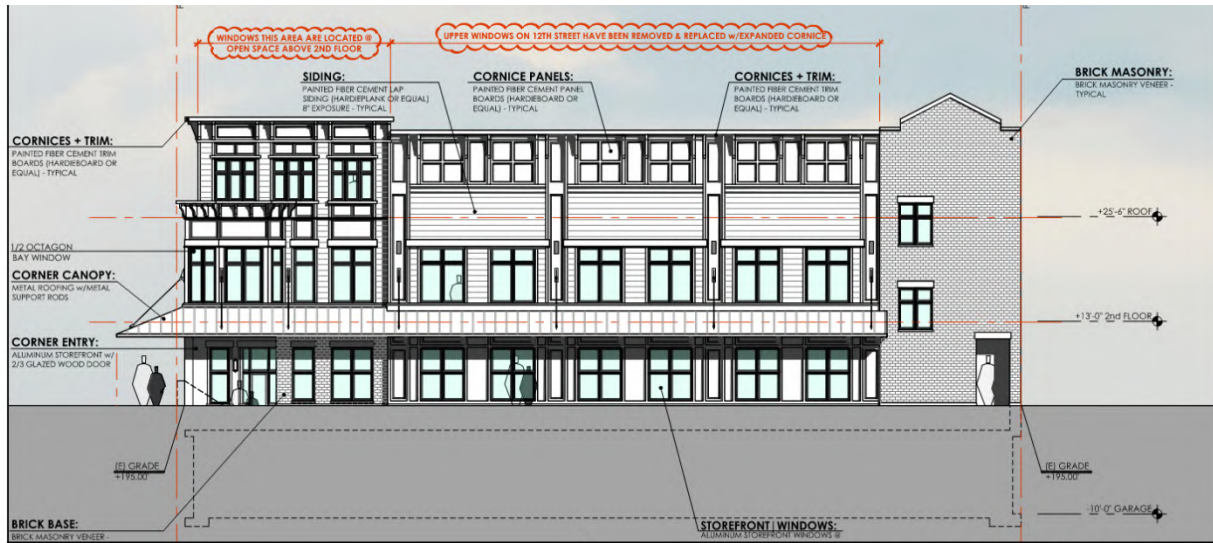 WINDOWS THIS AREA ARE LOCATED @
OPEN SPACE ABOVE 2ND FLOOR
UPPER WINDOWS ON 12TH STREET HAVE BEEN REMOVED & REPLACED w/EXPANDED CORNICE
SIDING:
PAINTED FIBER CEMENT LAP
SIDING (HARDIEPLANK OR EQUAL)
8" EXPOSURE - TYPICAL
CORNICE PANELS:
PAINTED FIBER CEMENT PANEL
BOARDS (HARDIEBOARD OR
EQUAL) - TYPICAL
CORNICES + TRIM:
PAINTED FIBER CEMENT TRIM
BOARDS (HARDIEBOARD OR
EQUAL) - TYPICAL
BRICK MASONRY:
BRICK MASONRY VENEER -
TYPICAL
CORNICES + TRIM:
PAINTED FIBER CEMENT TRIM
BOARDS (HARDIEBOARD OR
EQUAL) - TYPICAL
+25'-6" ROOF
1/2 OCTAGON
BAY WINDOW
CORNER CANOPY:
METAL ROOFING w/METAL
SUPPORT RODS
+13'-0" 2nd FLOOR
CORNER ENTRY:
ALUMINUM STOREFRONT w/
2/3 GLAZED WOOD DOOR
(E) GRADE
+195.00'
(E) GRADE
+195.00'
-10'-0" GARAGE
BRICK BASE:
BRICK MASONRY VENEER -
STOREFRONT | WINDOWS:
ALUMINUM STOREFRONT WINDOWS @